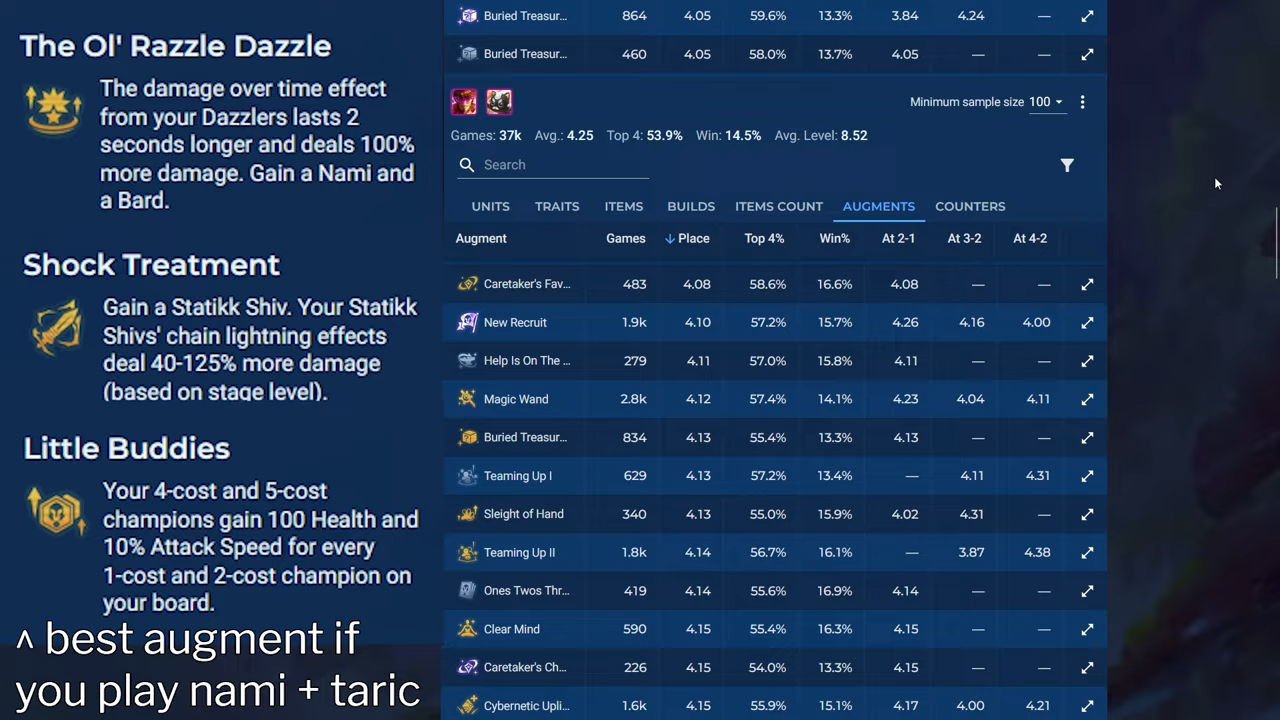 The Ol' Razzle Dazzle
The damage over time effect
from your Dazzlers lasts 2
seconds longer and deals 100%
more damage. Gain a Nami and
a Bard.
Shock Treatment
Gain a Statikk Shiv. Your Statikk
Shivs' chain lightning effects
deal 40-125% more damage
(based on stage level).
Little Buddies
Your 4-cost and 5-cost
champions gain 100 Health and
10% Attack Speed for every
1-cost and 2-cost champion on
your board.
^ best augment if
you play nami + taric
Buried Treasur... 864 4.05 59.6% 13.3% 3.84 4.24 —
Buried Treasur... 460 4.05 58.0% 13.7% 4.05 — —
Minimum sample size 100
Games: 37k Avg.: 4.25 Top 4: 53.9% Win: 14.5% Avg. Level: 8.52
Search
UNITS TRAITS ITEMS BUILDS ITEMS COUNT AUGMENTS COUNTERS
Augment Games Place Top 4% Win% At 2-1 At 3-2 At 4-2
Caretaker's Fav... 483 4.08 58.6% 16.6% 4.08 — —
New Recruit 1.9k 4.10 57.2% 15.7% 4.26 4.16 4.00
Help Is On The ... 279 4.11 57.0% 15.8% 4.11 — —
Magic Wand 2.8k 4.12 57.4% 14.1% 4.23 4.04 4.11
Buried Treasur... 834 4.13 55.4% 13.3% 4.13 — —
Teaming Up I 629 4.13 57.2% 13.4% — 4.11 4.31
Sleight of Hand 340 4.13 55.0% 15.9% 4.02 4.31 —
Teaming Up II 1.8k 4.14 56.7% 16.1% — 3.87 4.38
Ones Twos Thr... 419 4.14 55.6% 16.9% 4.14 — —
Clear Mind 590 4.15 55.4% 16.3% 4.15 — —
Caretaker's Ch... 226 4.15 54.0% 13.3% 4.15 — —
Cybernetic Upli... 1.6k 4.15 55.9% 15.1% 4.17 4.00 4.21